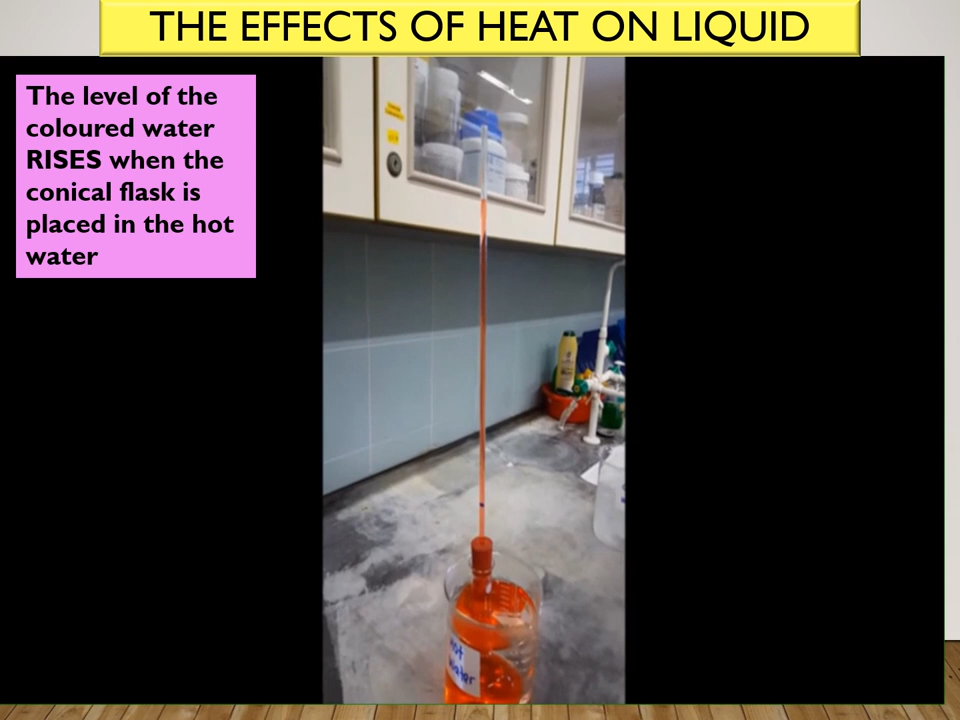 THE EFFECTS OF HEAT ON LIQUID
The level of the
coloured water
RISES when the
conical flask is
placed in the hot
water
Hot
Water